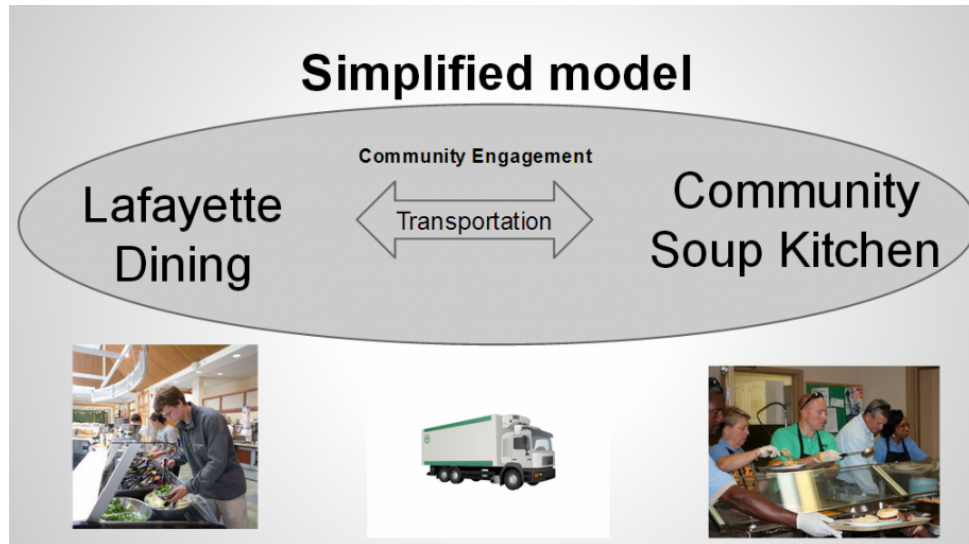 Simplified model
Community Engagement
Lafayette
Dining
Transportation
Community
Soup Kitchen